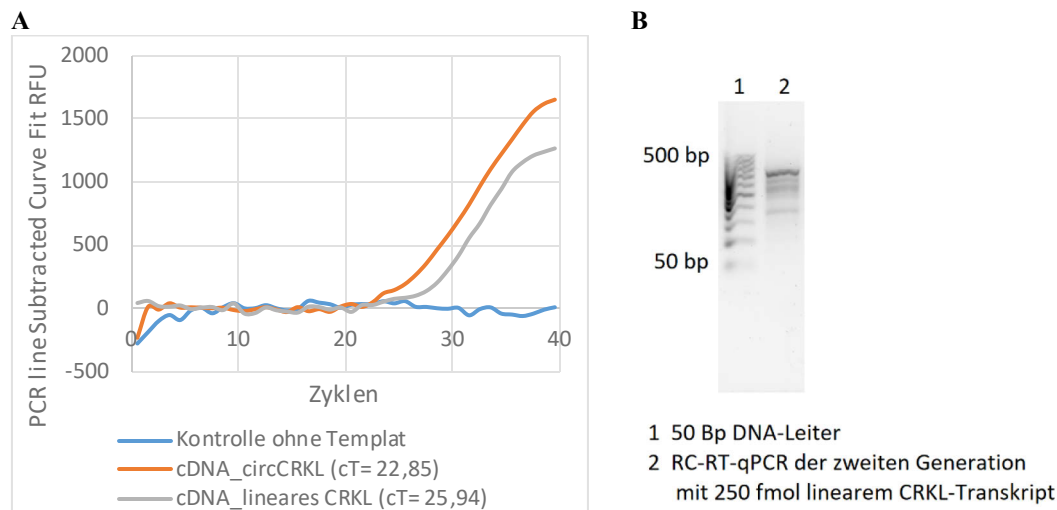 A
PCR lineSubtracted Curve Fit RFU
2000
1500
1000
500
0
-500
0 10 20 30 40
Zyklen
Kontrolle ohne Templat
cDNA_circCRKL (cT= 22,85)
cDNA_lineares CRKL (cT= 25,94)
B
1 2
500 bp
50 bp
1 50 Bp DNA-Leiter
2 RC-RT-qPCR der zweiten Generation
mit 250 fmol linearem CRKL-Transkript